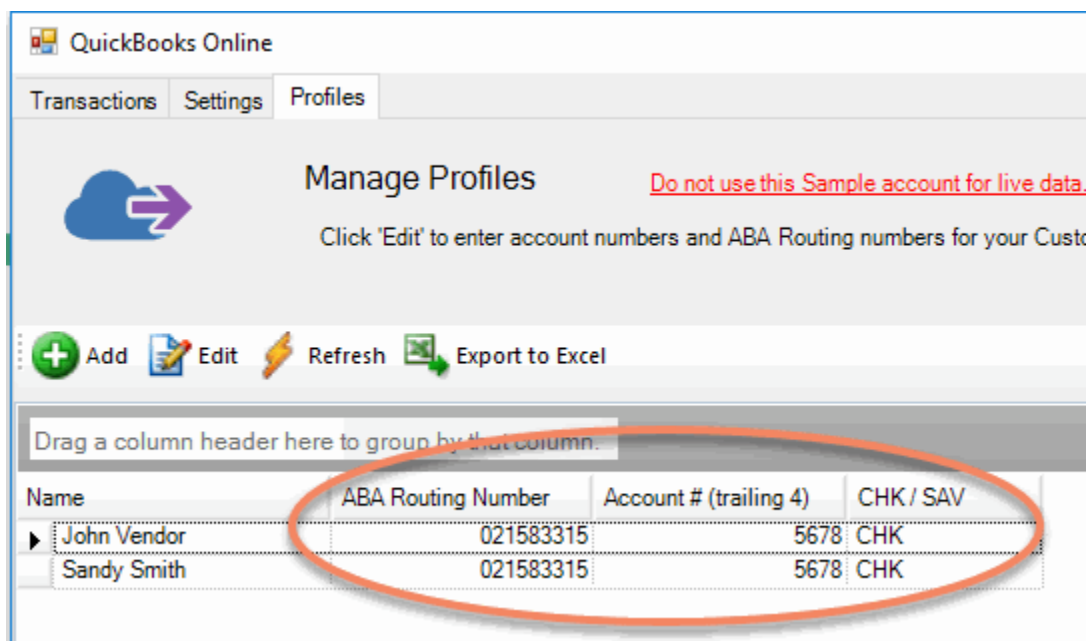 QuickBooks Online
Transactions Settings Profiles
Manage Profiles Do not use this Sample account for live data.
Click 'Edit' to enter account numbers and ABA Routing numbers for your Custo
Add Edit Refresh Export to Excel
Drag a column header here to group by that column.
Name ABA Routing Number Account # (trailing 4) CHK / SAV
John Vendor 021583315 5678 CHK
Sandy Smith 021583315 5678 CHK